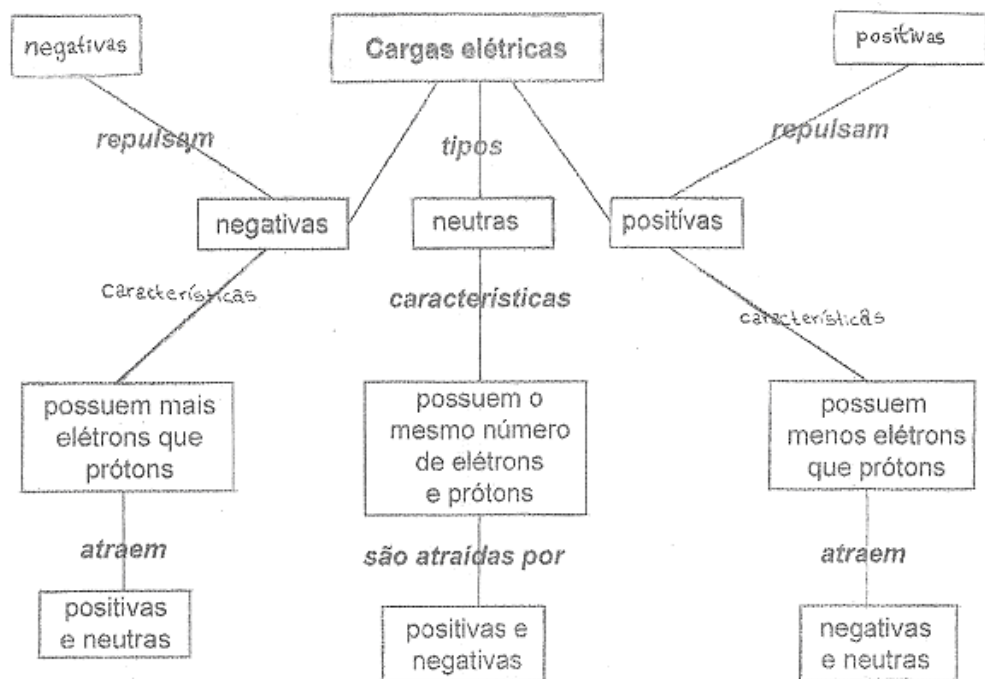 negativas
Cargas elétricas
positivas
repulsam
tipos
repulsam
negativas
neutras
positívas
características
características
características
possuem mais
elétrons que
prótons
possuem o
mesmo número
de elétrons
e prótons
possuem
menos elétrons
que prótons
atraem
são atraídas por
atraem
positivas
e neutras
positivas e
negativas
negativas
e neutras